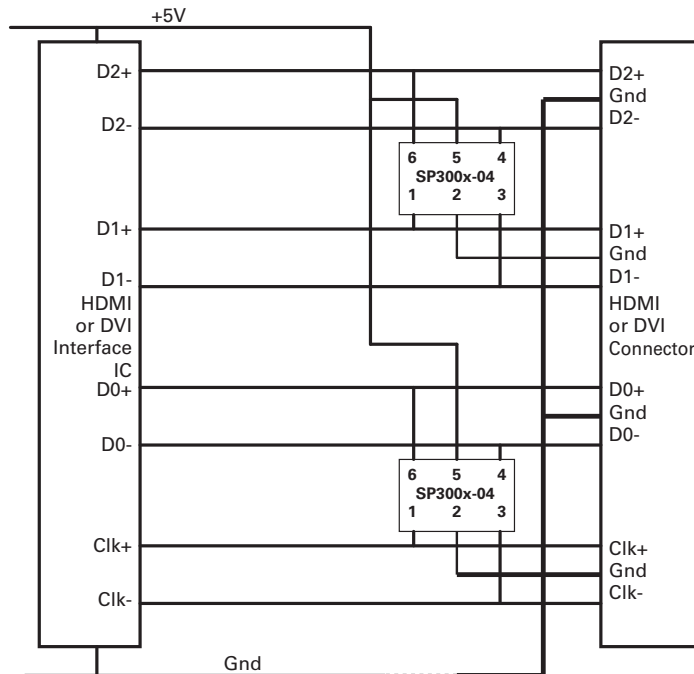 +5V
D2+
D2-
D1+
D1-
HDMI
or DVI
Interface
IC
D0+
D0-
Clk+
Clk-
6 5 4
SP300x-04
1 2 3
6 5 4
SP300x-04
1 2 3
D2+
Gnd
D2-
D1+
Gnd
D1-
HDMI
or DVI
Connector
D0+
Gnd
D0-
Clk+
Gnd
Clk-
Gnd